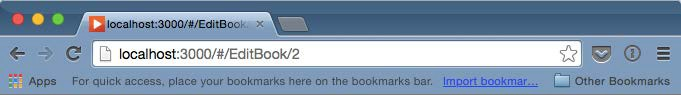 localhost:3000/#/EditBook
localhost:3000/#/EditBook/2
Apps For quick access, place your bookmarks here on the bookmarks bar. Import bookmar... Other Bookmarks